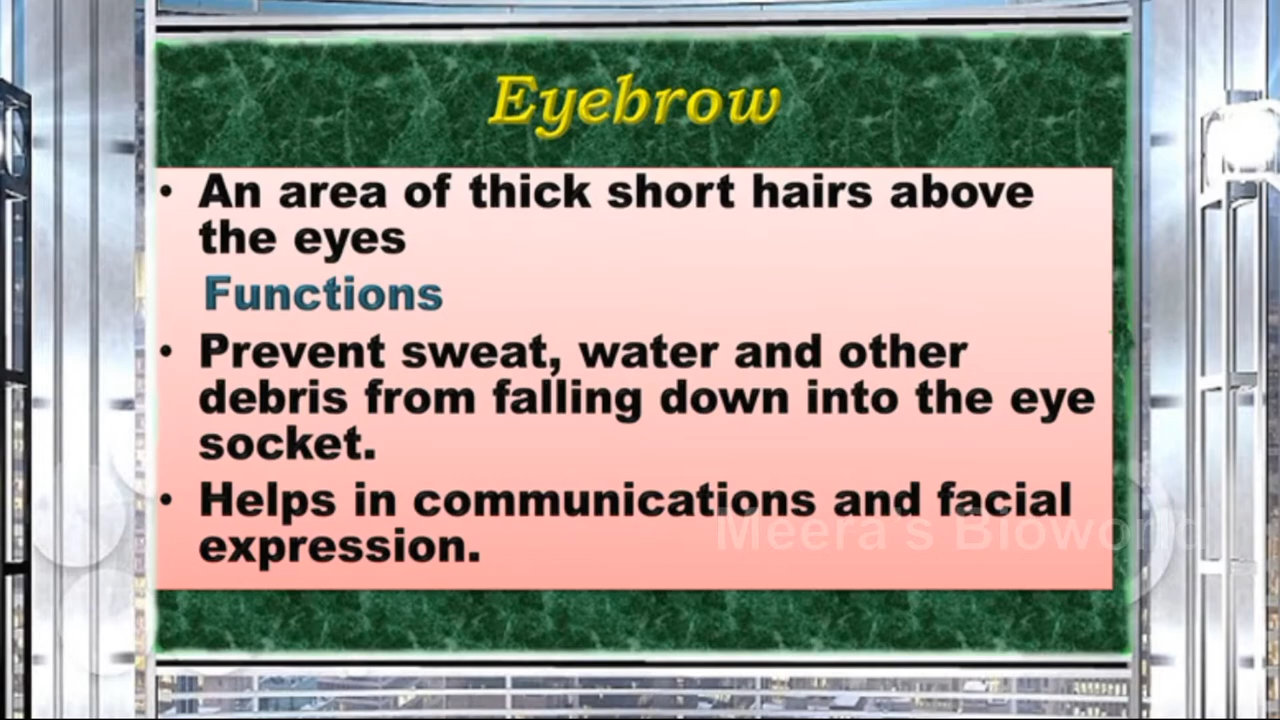 Eyebrow
• An area of thick short hairs above
the eyes
Functions
• Prevent sweat, water and other
debris from falling down into the eye
socket.
• Helps in communications and facial
expression.
Meera's Bioworld